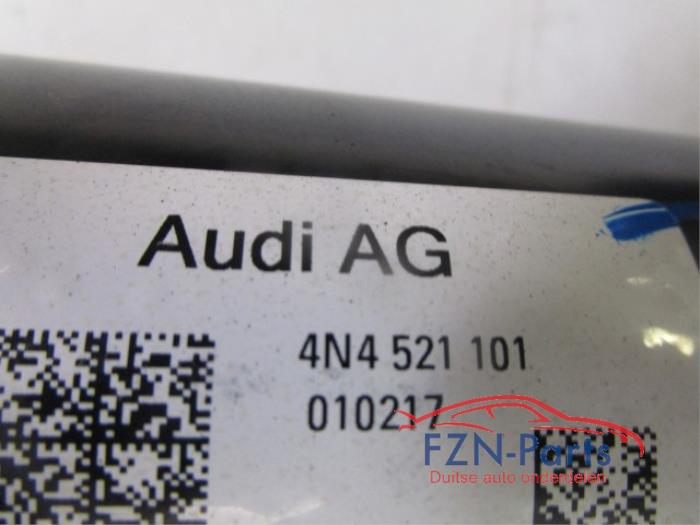 Audi AG
4N4 521 101
010217
FZN-Parts
Duitse auto onderdelen